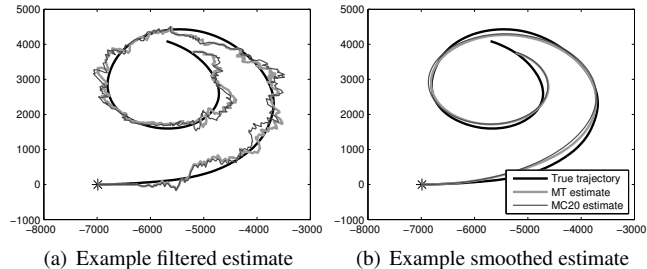 5000
4000
3000
2000
1000
0
−1000
−8000 −7000 −6000 −5000 −4000 −3000
(a) Example filtered estimate
5000
4000
3000
2000
1000
0
−1000
−8000 −7000 −6000 −5000 −4000 −3000
True trajectory
MT estimate
MC20 estimate
(b) Example smoothed estimate